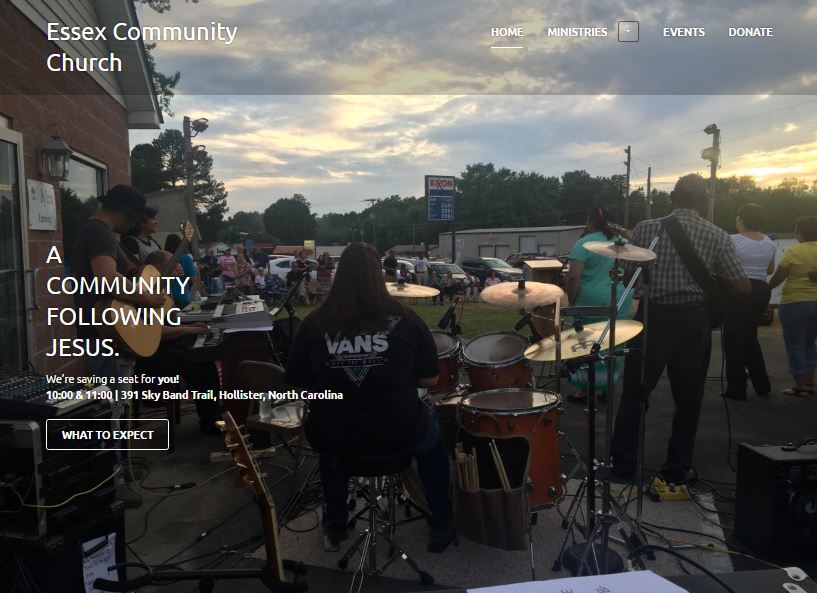 Essex Community
Church
HOME
MINISTRIES
EVENTS
DONATE
EXXON
A
COMMUNITY
FOLLOWING
JESUS.
VANS
We're saving a seat for you!
10:00 & 11:00 | 391 Sky Band Trail, Hollister, North Carolina
WHAT TO EXPECT